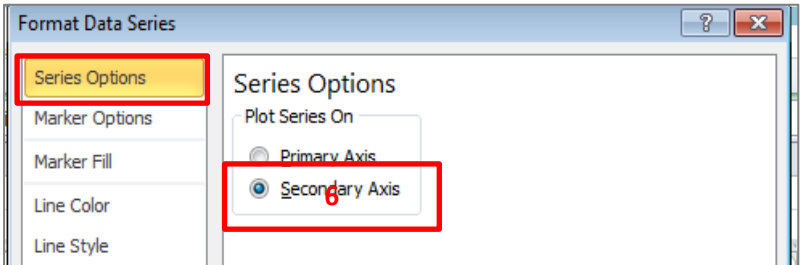 Format Data Series
Series Options
Marker Options
Marker Fill
Line Color
Line Style
Series Options
Plot Series On
Primary Axis
Secondary Axis
6